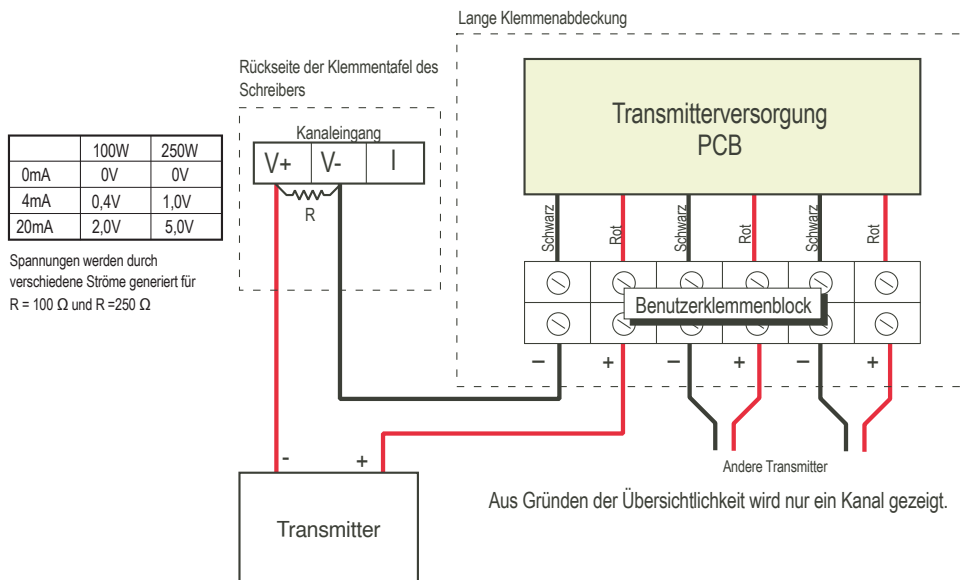 Lange Klemmenabdeckung
Rückseite der Klemmentafel des
Schreibers
Kanaleingang
V+ V- I
R
100W 250W
0mA 0V 0V
4mA 0,4V 1,0V
20mA 2,0V 5,0V
Spannungen werden durch
verschiedene Ströme generiert für
R = 100 Ω und R =250 Ω
Transmitterversorgung
PCB
Schwarz Rot Schwarz Rot Schwarz Rot
Benutzerklemmenblock
– + – + – +
Andere Transmitter
Aus Gründen der Übersichtlichkeit wird nur ein Kanal gezeigt.
- +
Transmitter